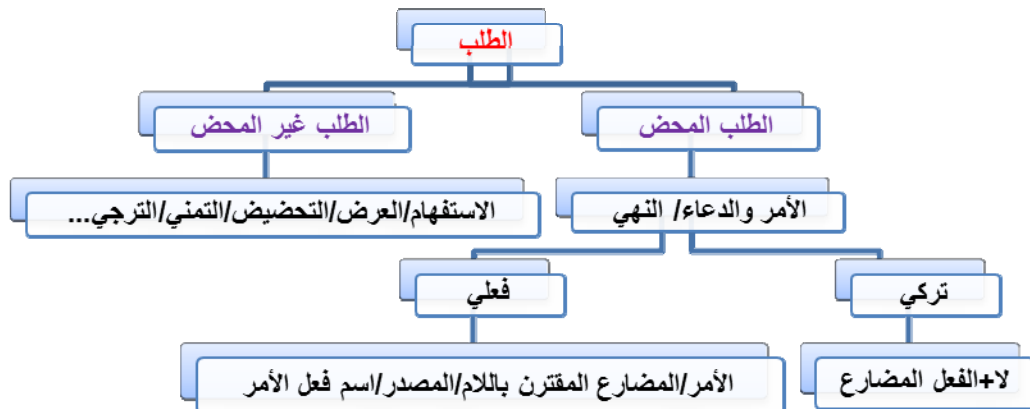 الطلب
الطلب المحض
الطلب غير المحض
الأمر والدعاء/ النهي
الاستفهام/العرض/التحضيض/التمني/الترجي...
تركي
فعلي
لا+الفعل المضارع
الأمر/المضارع المقترن باللام/المصدر/اسم فعل الأمر